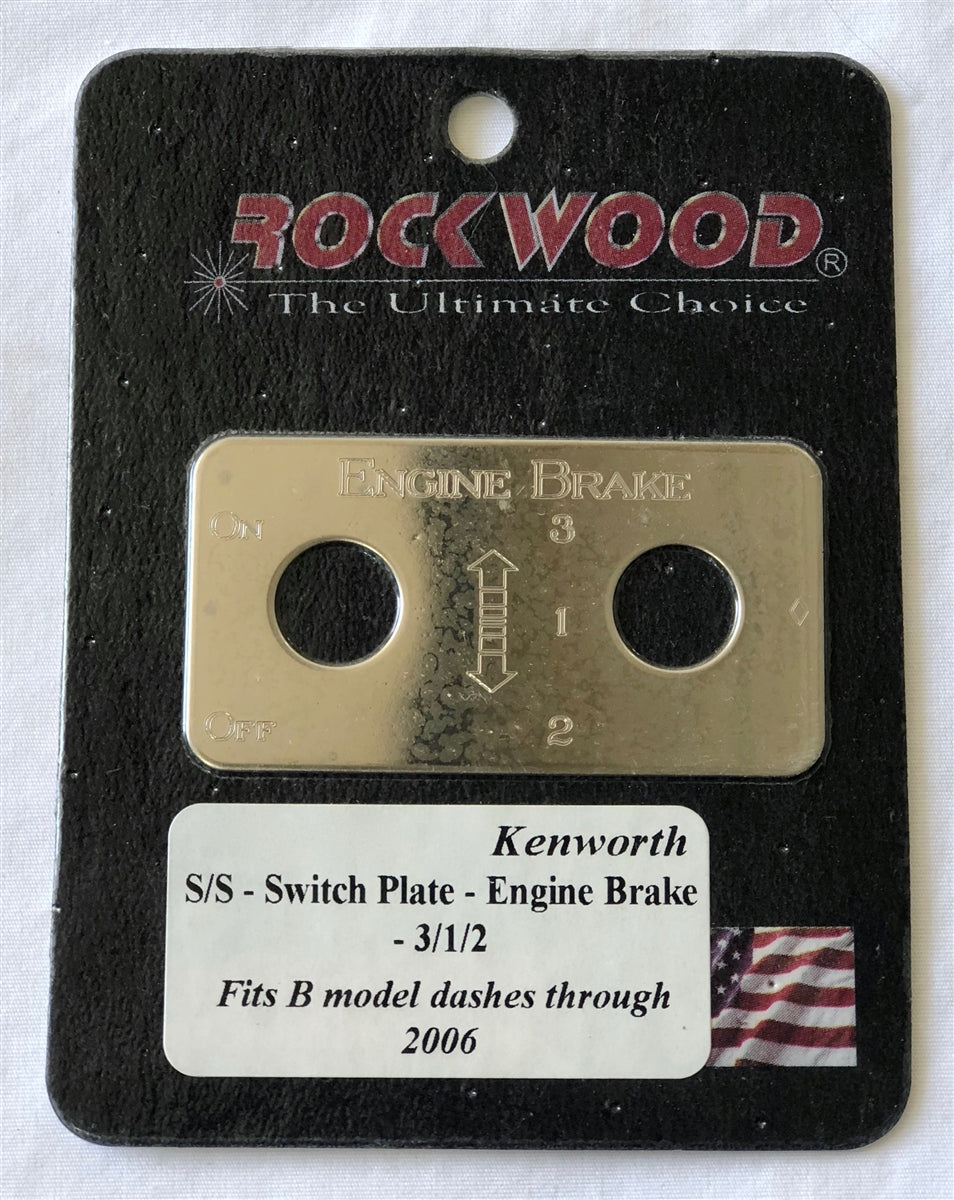 ROCKWOOD®
The Ultimate Choice
ENGINE BRAKE
ON
3
1
OFF
2
Kenworth
S/S - Switch Plate - Engine Brake
- 3/1/2
Fits B model dashes through
2006